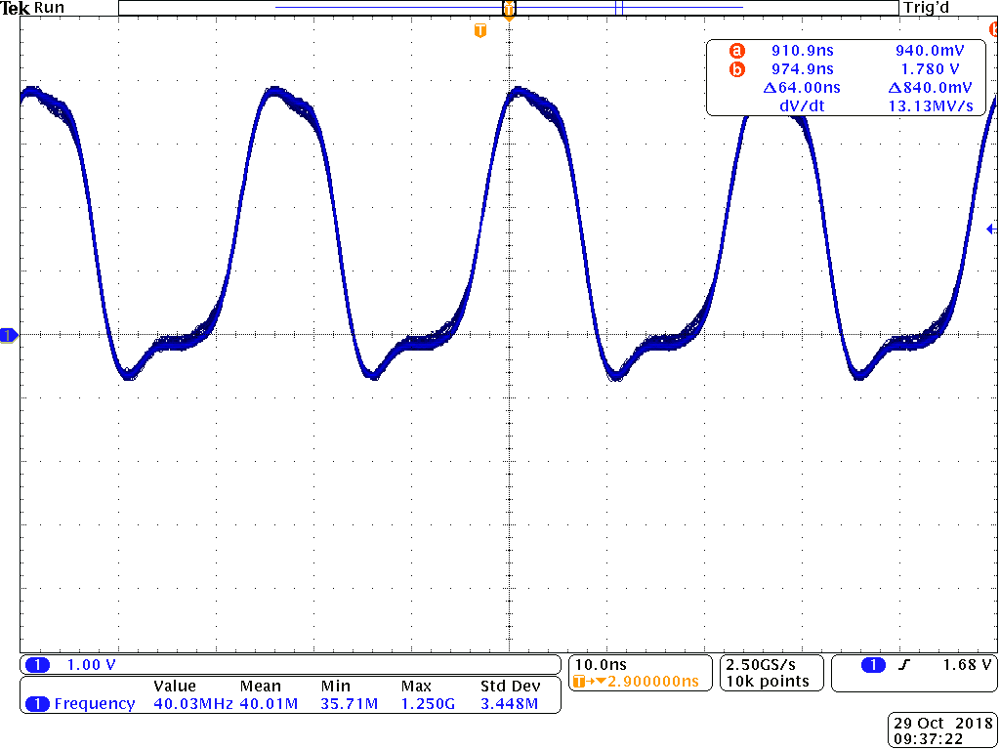 Tek Run Trig'd
T
T b
a 910.9ns 940.0mV
b 974.9ns 1.780 V
Δ64.00ns Δ840.0mV
dV/dt 13.13MV/s
1
1 1.00 V 10.0ns 2.50GS/s 1 1.68 V
T→▼2.900000ns 10k points
Value Mean Min Max Std Dev
1 Frequency 40.03MHz 40.01M 35.71M 1.250G 3.448M
29 Oct 2018
09:37:22